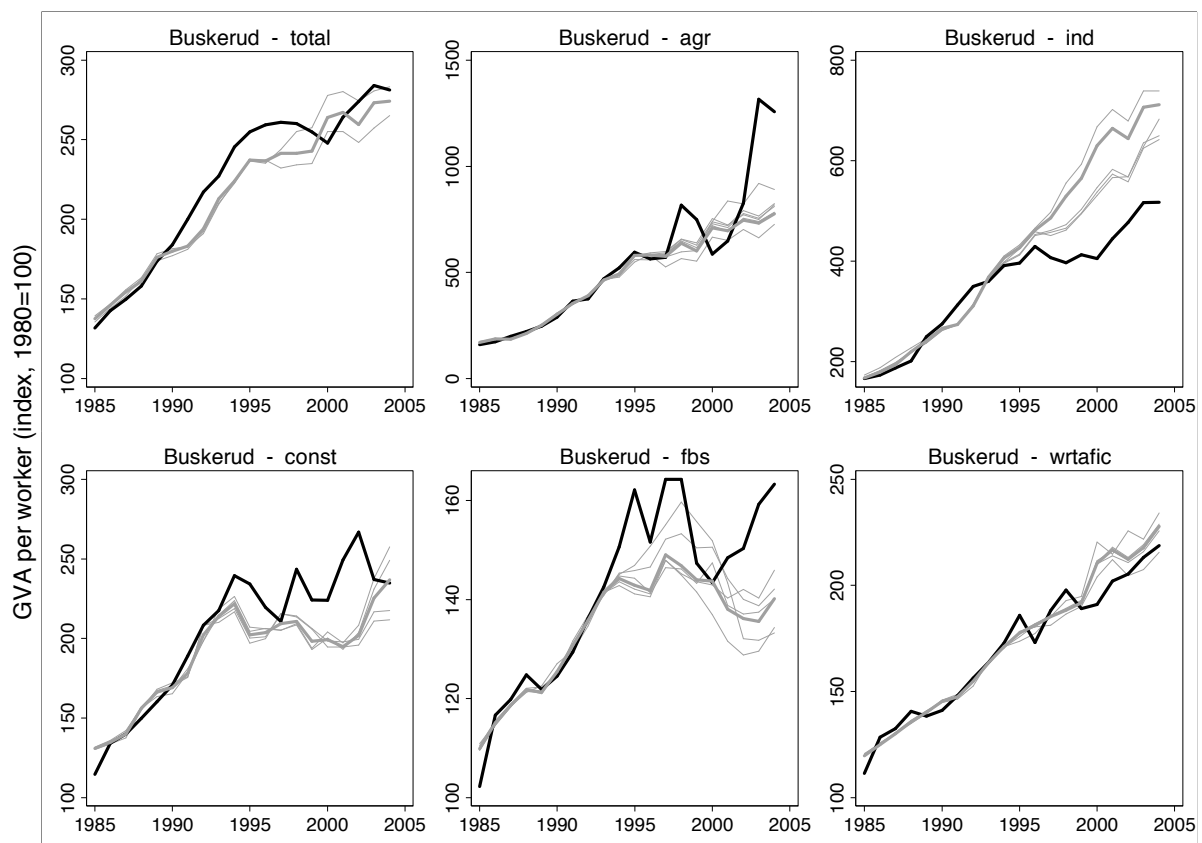 GVA per worker (index, 1980=100)
Buskerud - total
300
250
200
150
100
1985 1990 1995 2000 2005
Buskerud - agr
1500
1000
500
0
1985 1990 1995 2000 2005
Buskerud - ind
800
600
400
200
1985 1990 1995 2000 2005
Buskerud - const
300
250
200
150
100
1985 1990 1995 2000 2005
Buskerud - fbs
160
140
120
100
1985 1990 1995 2000 2005
Buskerud - wrtafic
250
200
150
100
1985 1990 1995 2000 2005